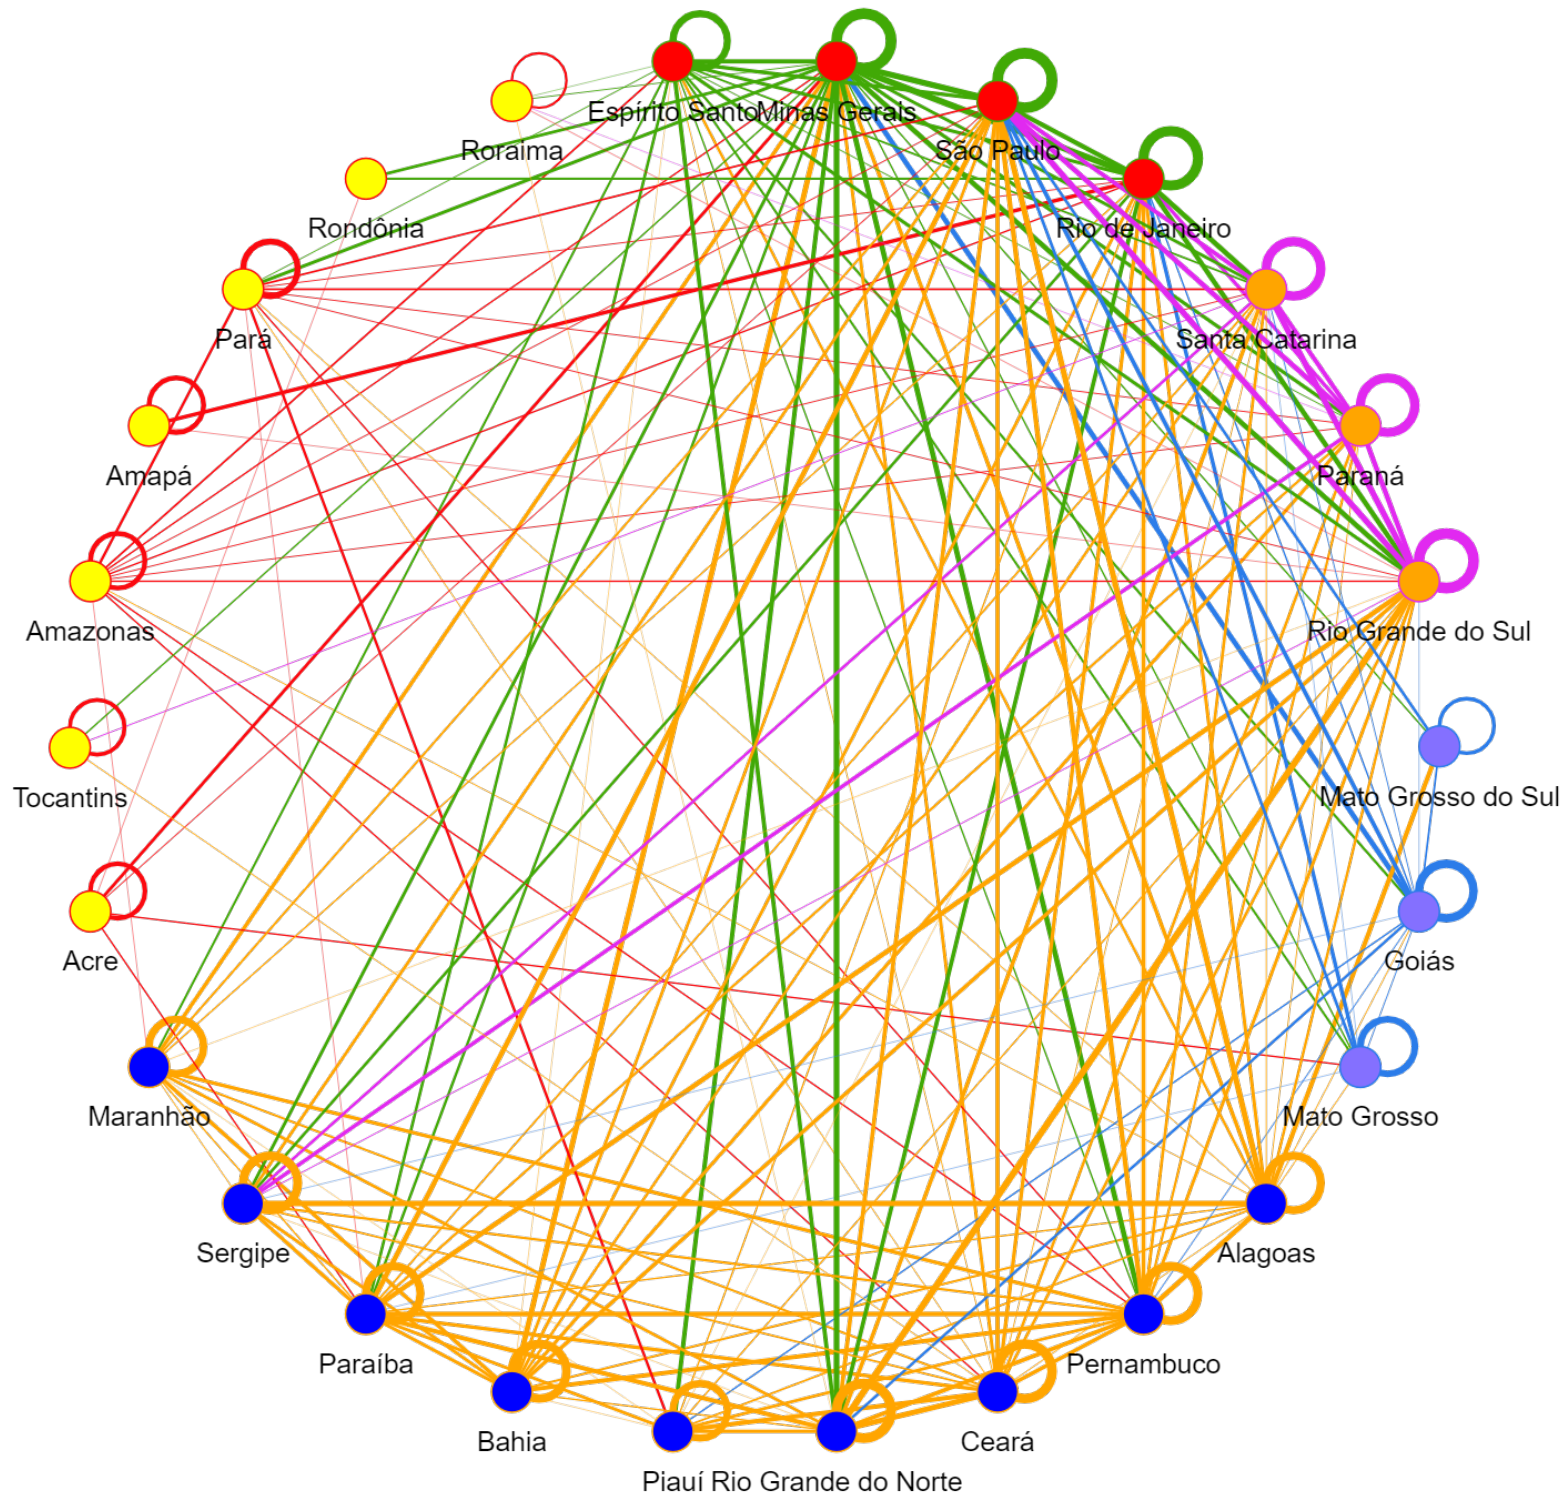 Espírito Santo
Minas Gerais
Roraima
São Paulo
Rondônia
Rio de Janeiro
Pará
Santa Catarina
Amapá
Paraná
Amazonas
Rio Grande do Sul
Tocantins
Mato Grosso do Sul
Acre
Goiás
Maranhão
Mato Grosso
Sergipe
Alagoas
Paraíba
Pernambuco
Bahia
Ceará
Piauí
Rio Grande do Norte